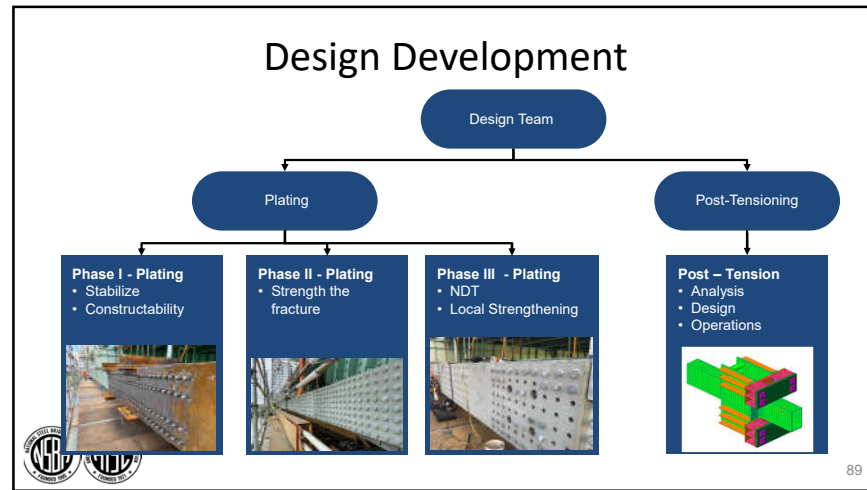 Design Development
Design Team
Plating
Post-Tensioning
Phase I - Plating
• Stabilize
• Constructability
Phase II - Plating
• Strength the
fracture
Phase III - Plating
• NDT
• Local Strengthening
Post – Tension
• Analysis
• Design
• Operations
NSBA
89